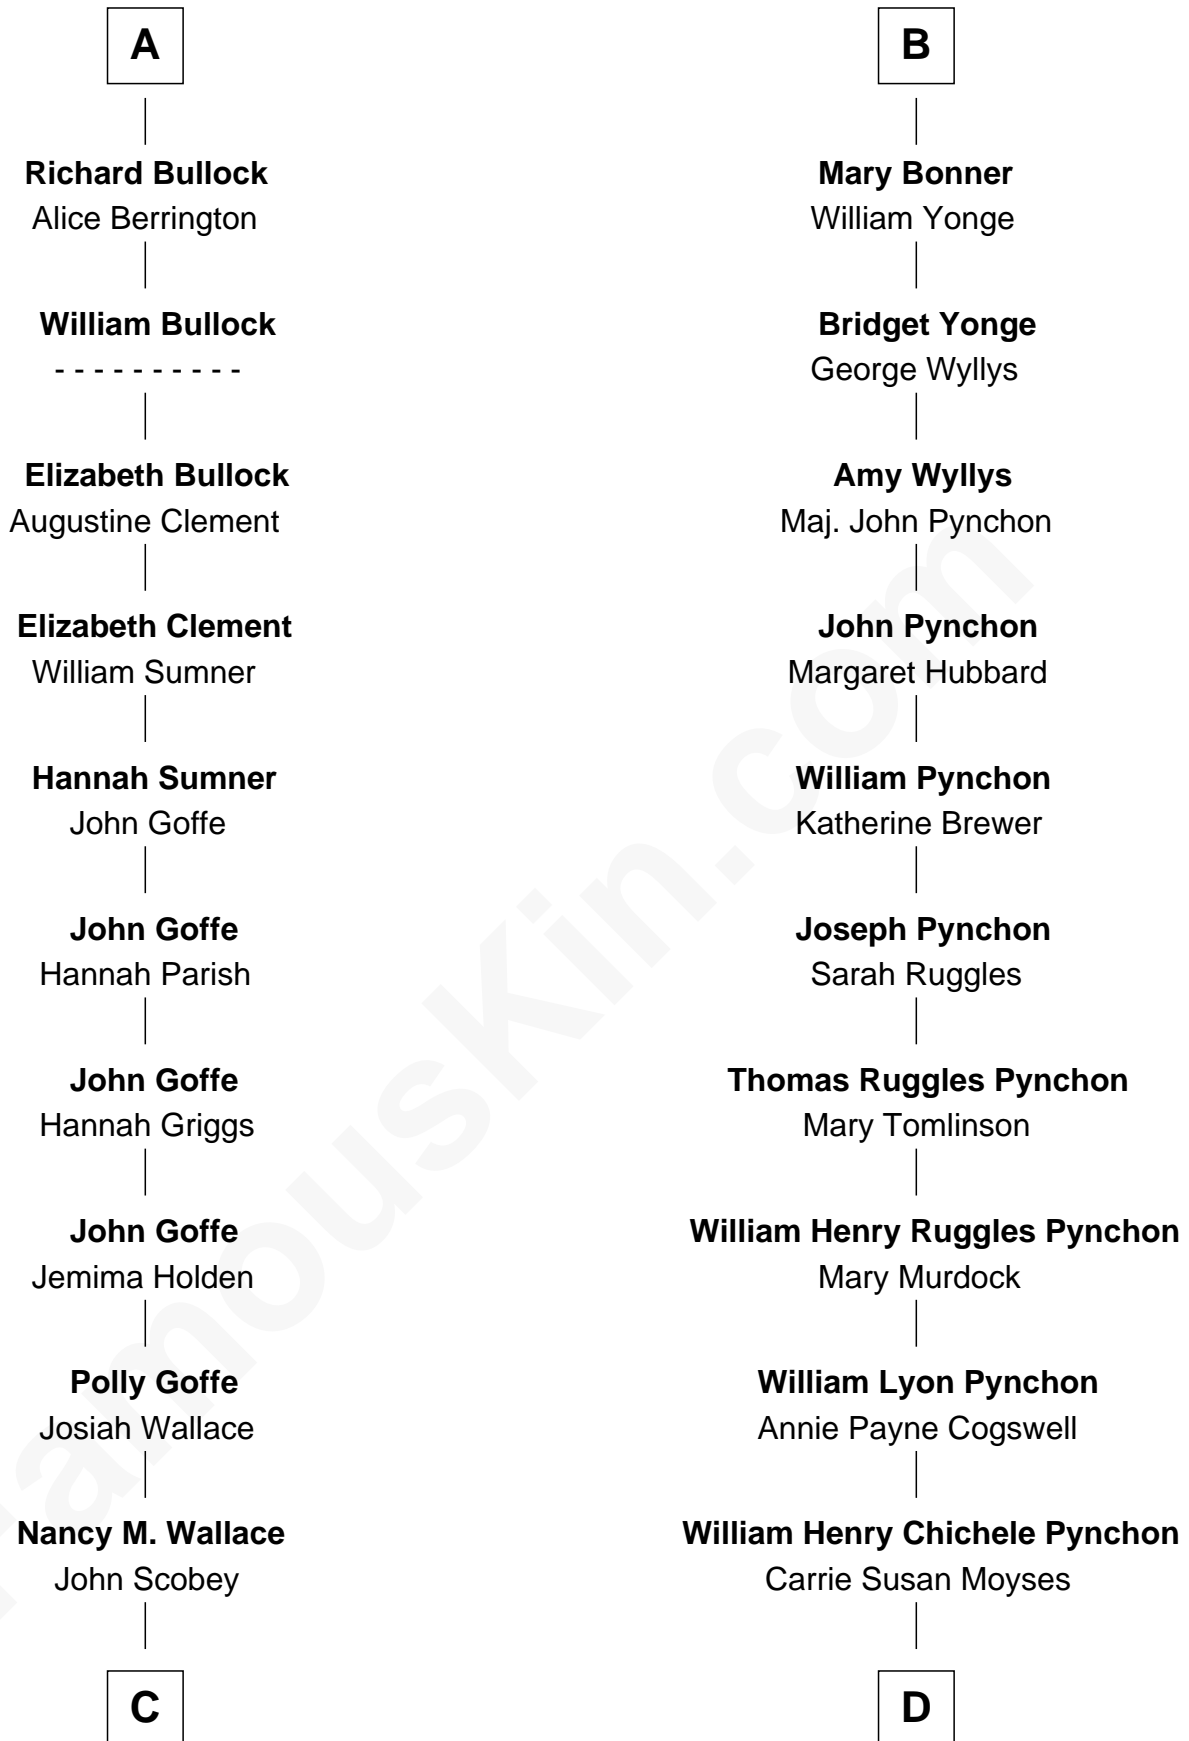 A
Richard Bullock
Alice Berrington
William Bullock
- - - - - - - - - -
Elizabeth Bullock
Augustine Clement
Elizabeth Clement
William Sumner
Hannah Sumner
John Goffe
John Goffe
Hannah Parish
John Goffe
Hannah Griggs
John Goffe
Jemima Holden
Polly Goffe
Josiah Wallace
Nancy M. Wallace
John Scobey
C
B
Mary Bonner
William Yonge
Bridget Yonge
George Wyllys
Amy Wyllys
Maj. John Pynchon
John Pynchon
Margaret Hubbard
William Pynchon
Katherine Brewer
Joseph Pynchon
Sarah Ruggles
Thomas Ruggles Pynchon
Mary Tomlinson
William Henry Ruggles Pynchon
Mary Murdock
William Lyon Pynchon
Annie Payne Cogswell
William Henry Chichele Pynchon
Carrie Susan Moyses
D
FamousKin.com